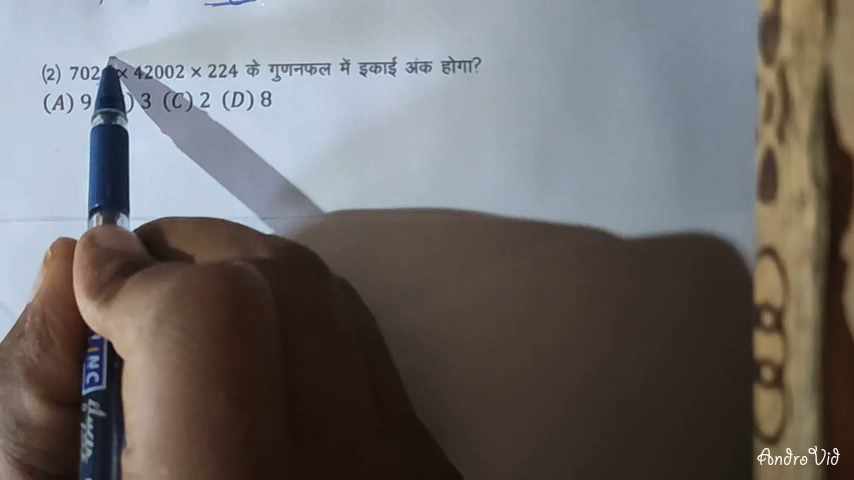 (2) 702 × 42002 × 224 के गुणनफल में इकाई अंक होगा?
(A) 9 ) 3 (C) 2 (D) 8
AndroVid